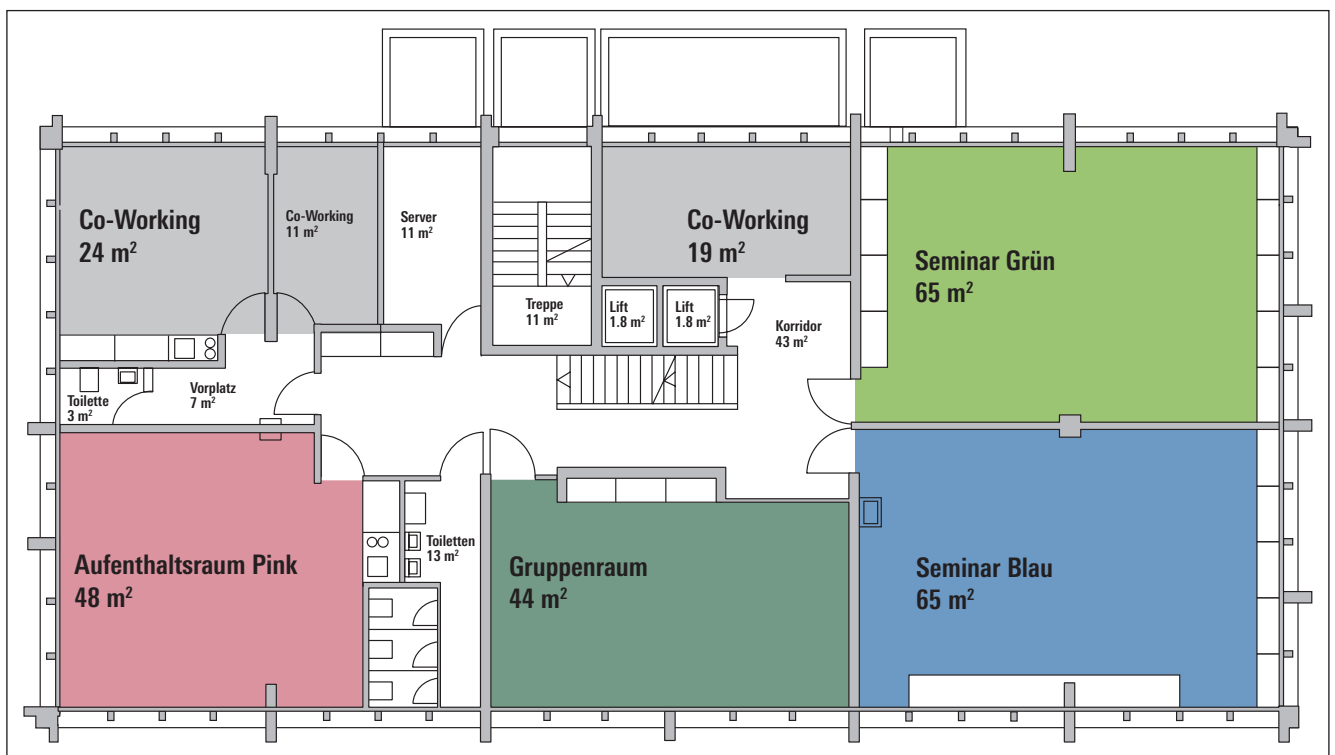 Co-Working
24 m²
Co-Working
11 m²
Server
11 m²
Treppe
11 m²
Lift
1.8 m²
Lift
1.8 m²
Co-Working
19 m²
Korridor
43 m²
Seminar Grün
65 m²
Toilette
3 m²
Vorplatz
7 m²
Aufenthaltsraum Pink
48 m²
Toiletten
13 m²
Gruppenraum
44 m²
Seminar Blau
65 m²